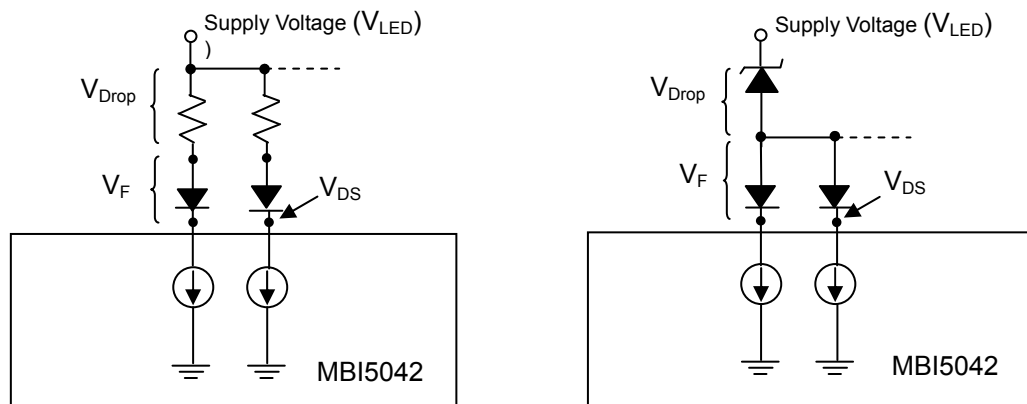 Supply Voltage (VLED)
)
VDrop
VF
VDS
MBI5042
Supply Voltage (VLED)
VDrop
VF
VDS
MBI5042